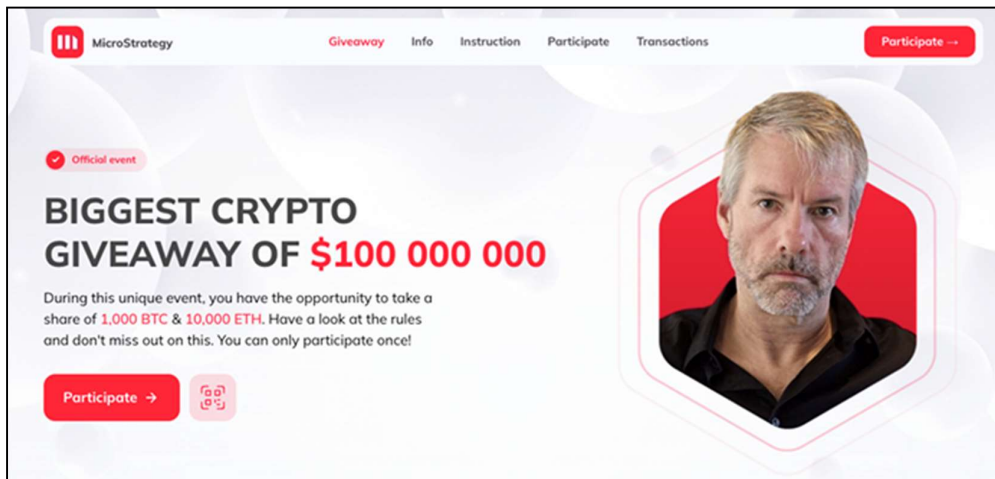 MicroStrategy
Giveaway Info Instruction Participate Transactions
Participate →
Official event
BIGGEST CRYPTO
GIVEAWAY OF $100 000 000
During this unique event, you have the opportunity to take a
share of 1,000 BTC & 10,000 ETH. Have a look at the rules
and don't miss out on this. You can only participate once!
Participate →